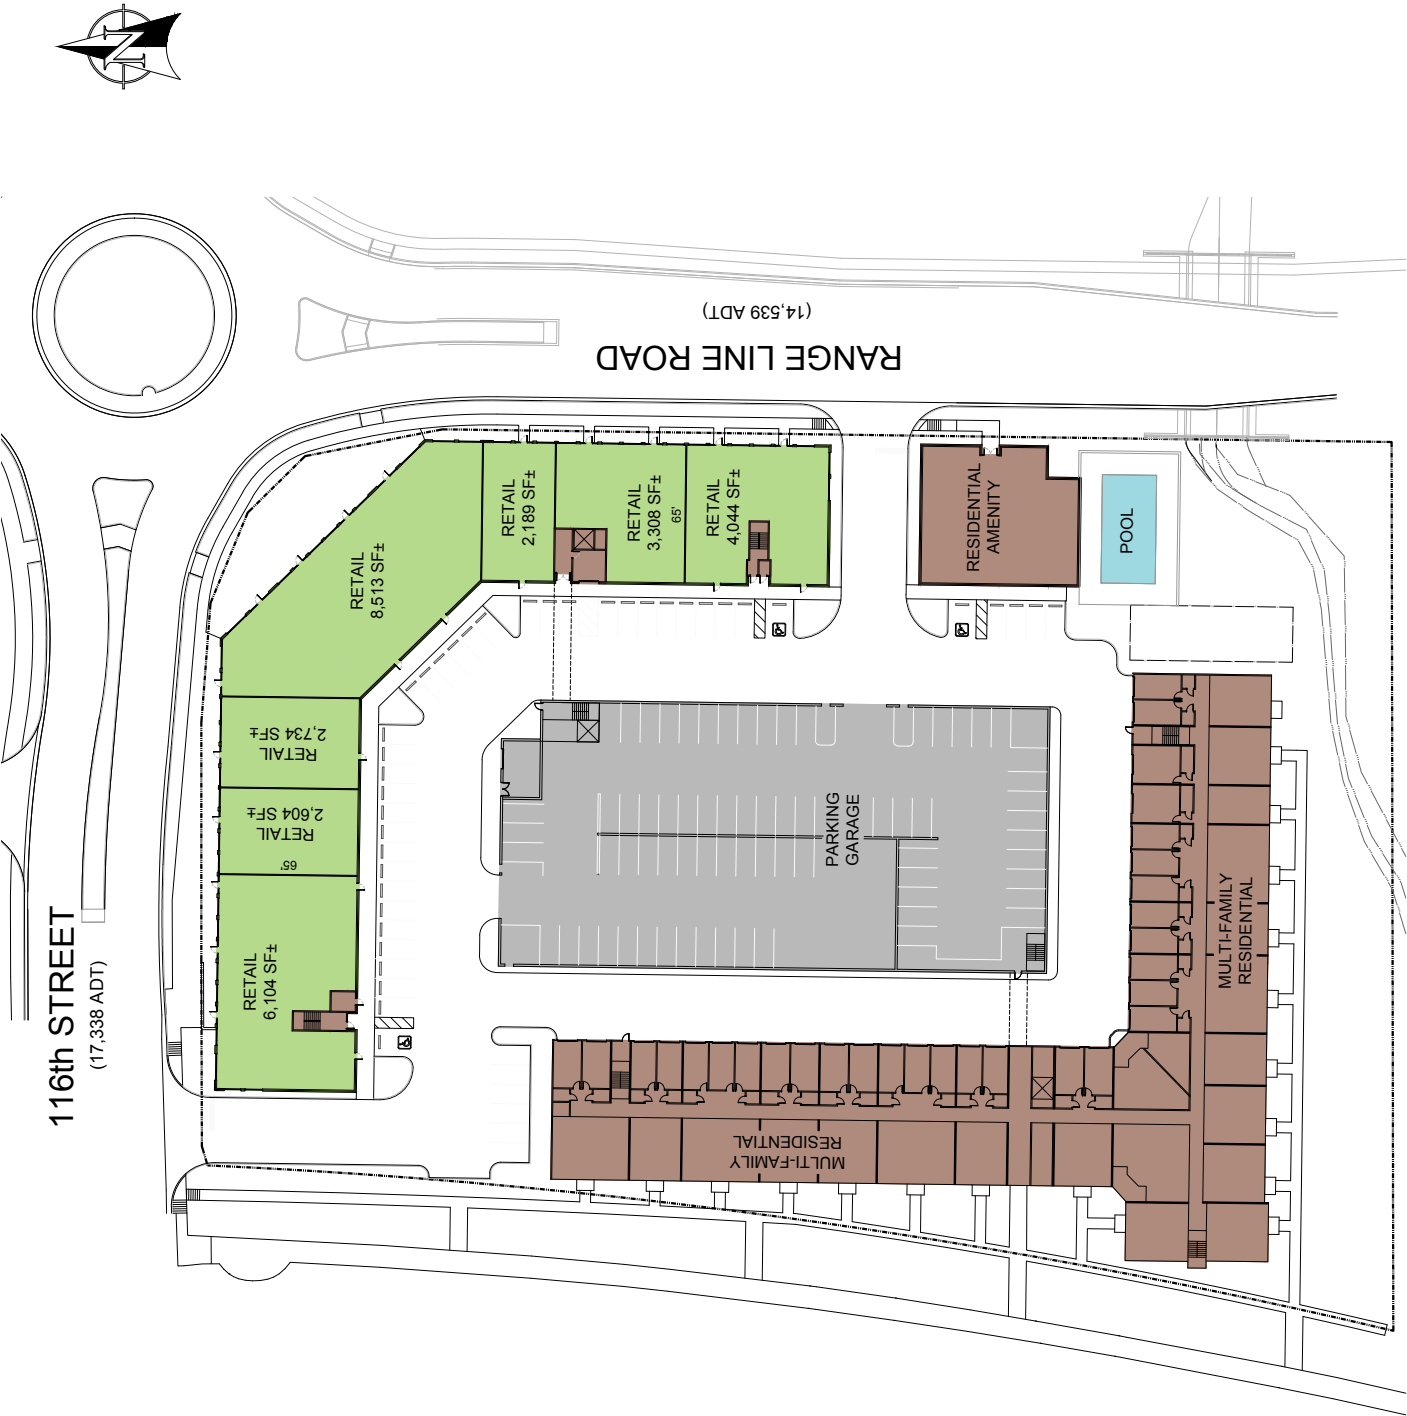 N
(14,539 ADT)
RANGE LINE ROAD
RETAIL
2,189 SF±
RETAIL
3,308 SF±
65'
RETAIL
4,044 SF±
RESIDENTIAL
AMENITY
POOL
RETAIL
8,513 SF±
RETAIL
2,734 SF±
RETAIL
2,604 SF±
65'
RETAIL
6,104 SF±
PARKING
GARAGE
116th STREET
(17,338 ADT)
MULTI-FAMILY
RESIDENTIAL
MULTI-FAMILY
RESIDENTIAL